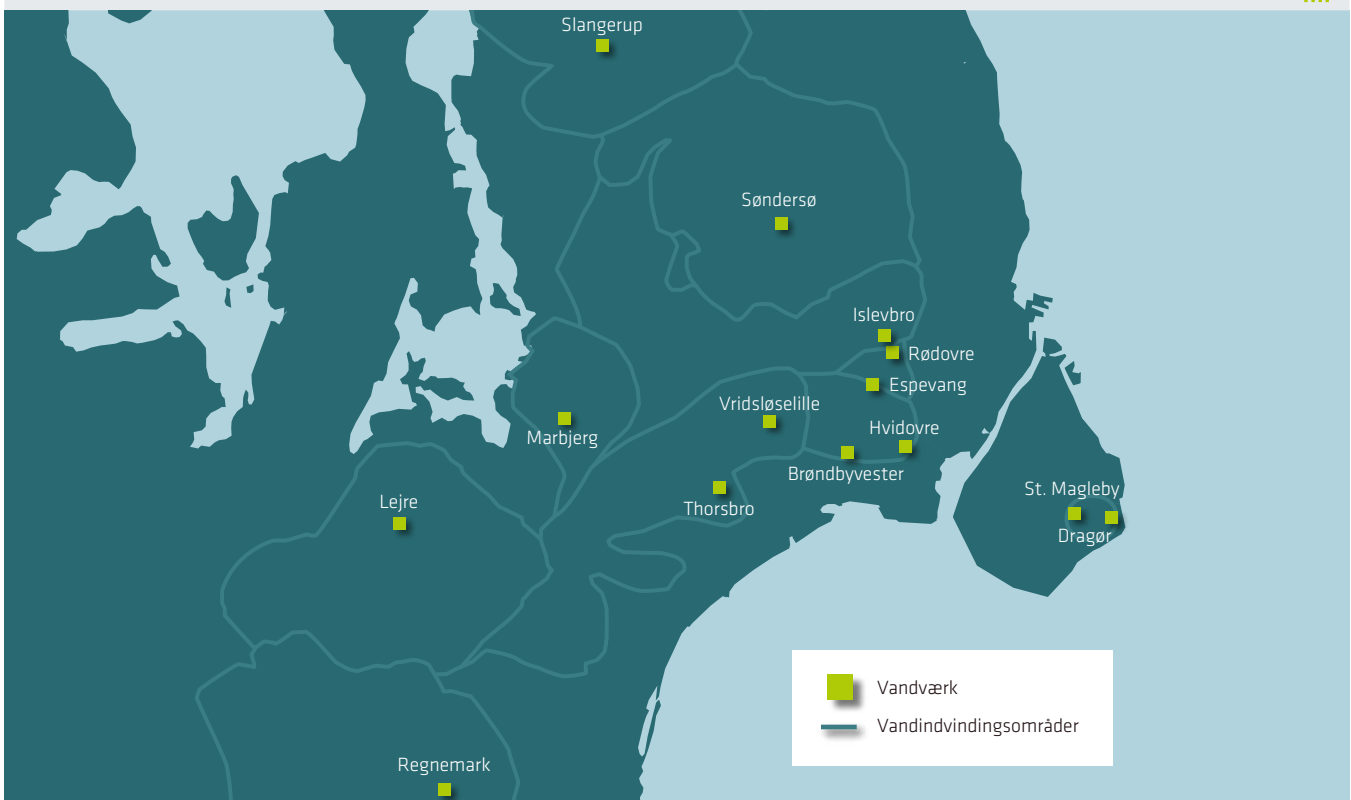 Slangerup
Søndersø
Islevbro
Rødovre
Espevang
Vridsløselille
Hvidovre
Marbjerg
Brøndbyvester
Lejre
St. Magleby
Thorsbro
Dragør
Vandværk
Vandindvindingsområder
Regnemark